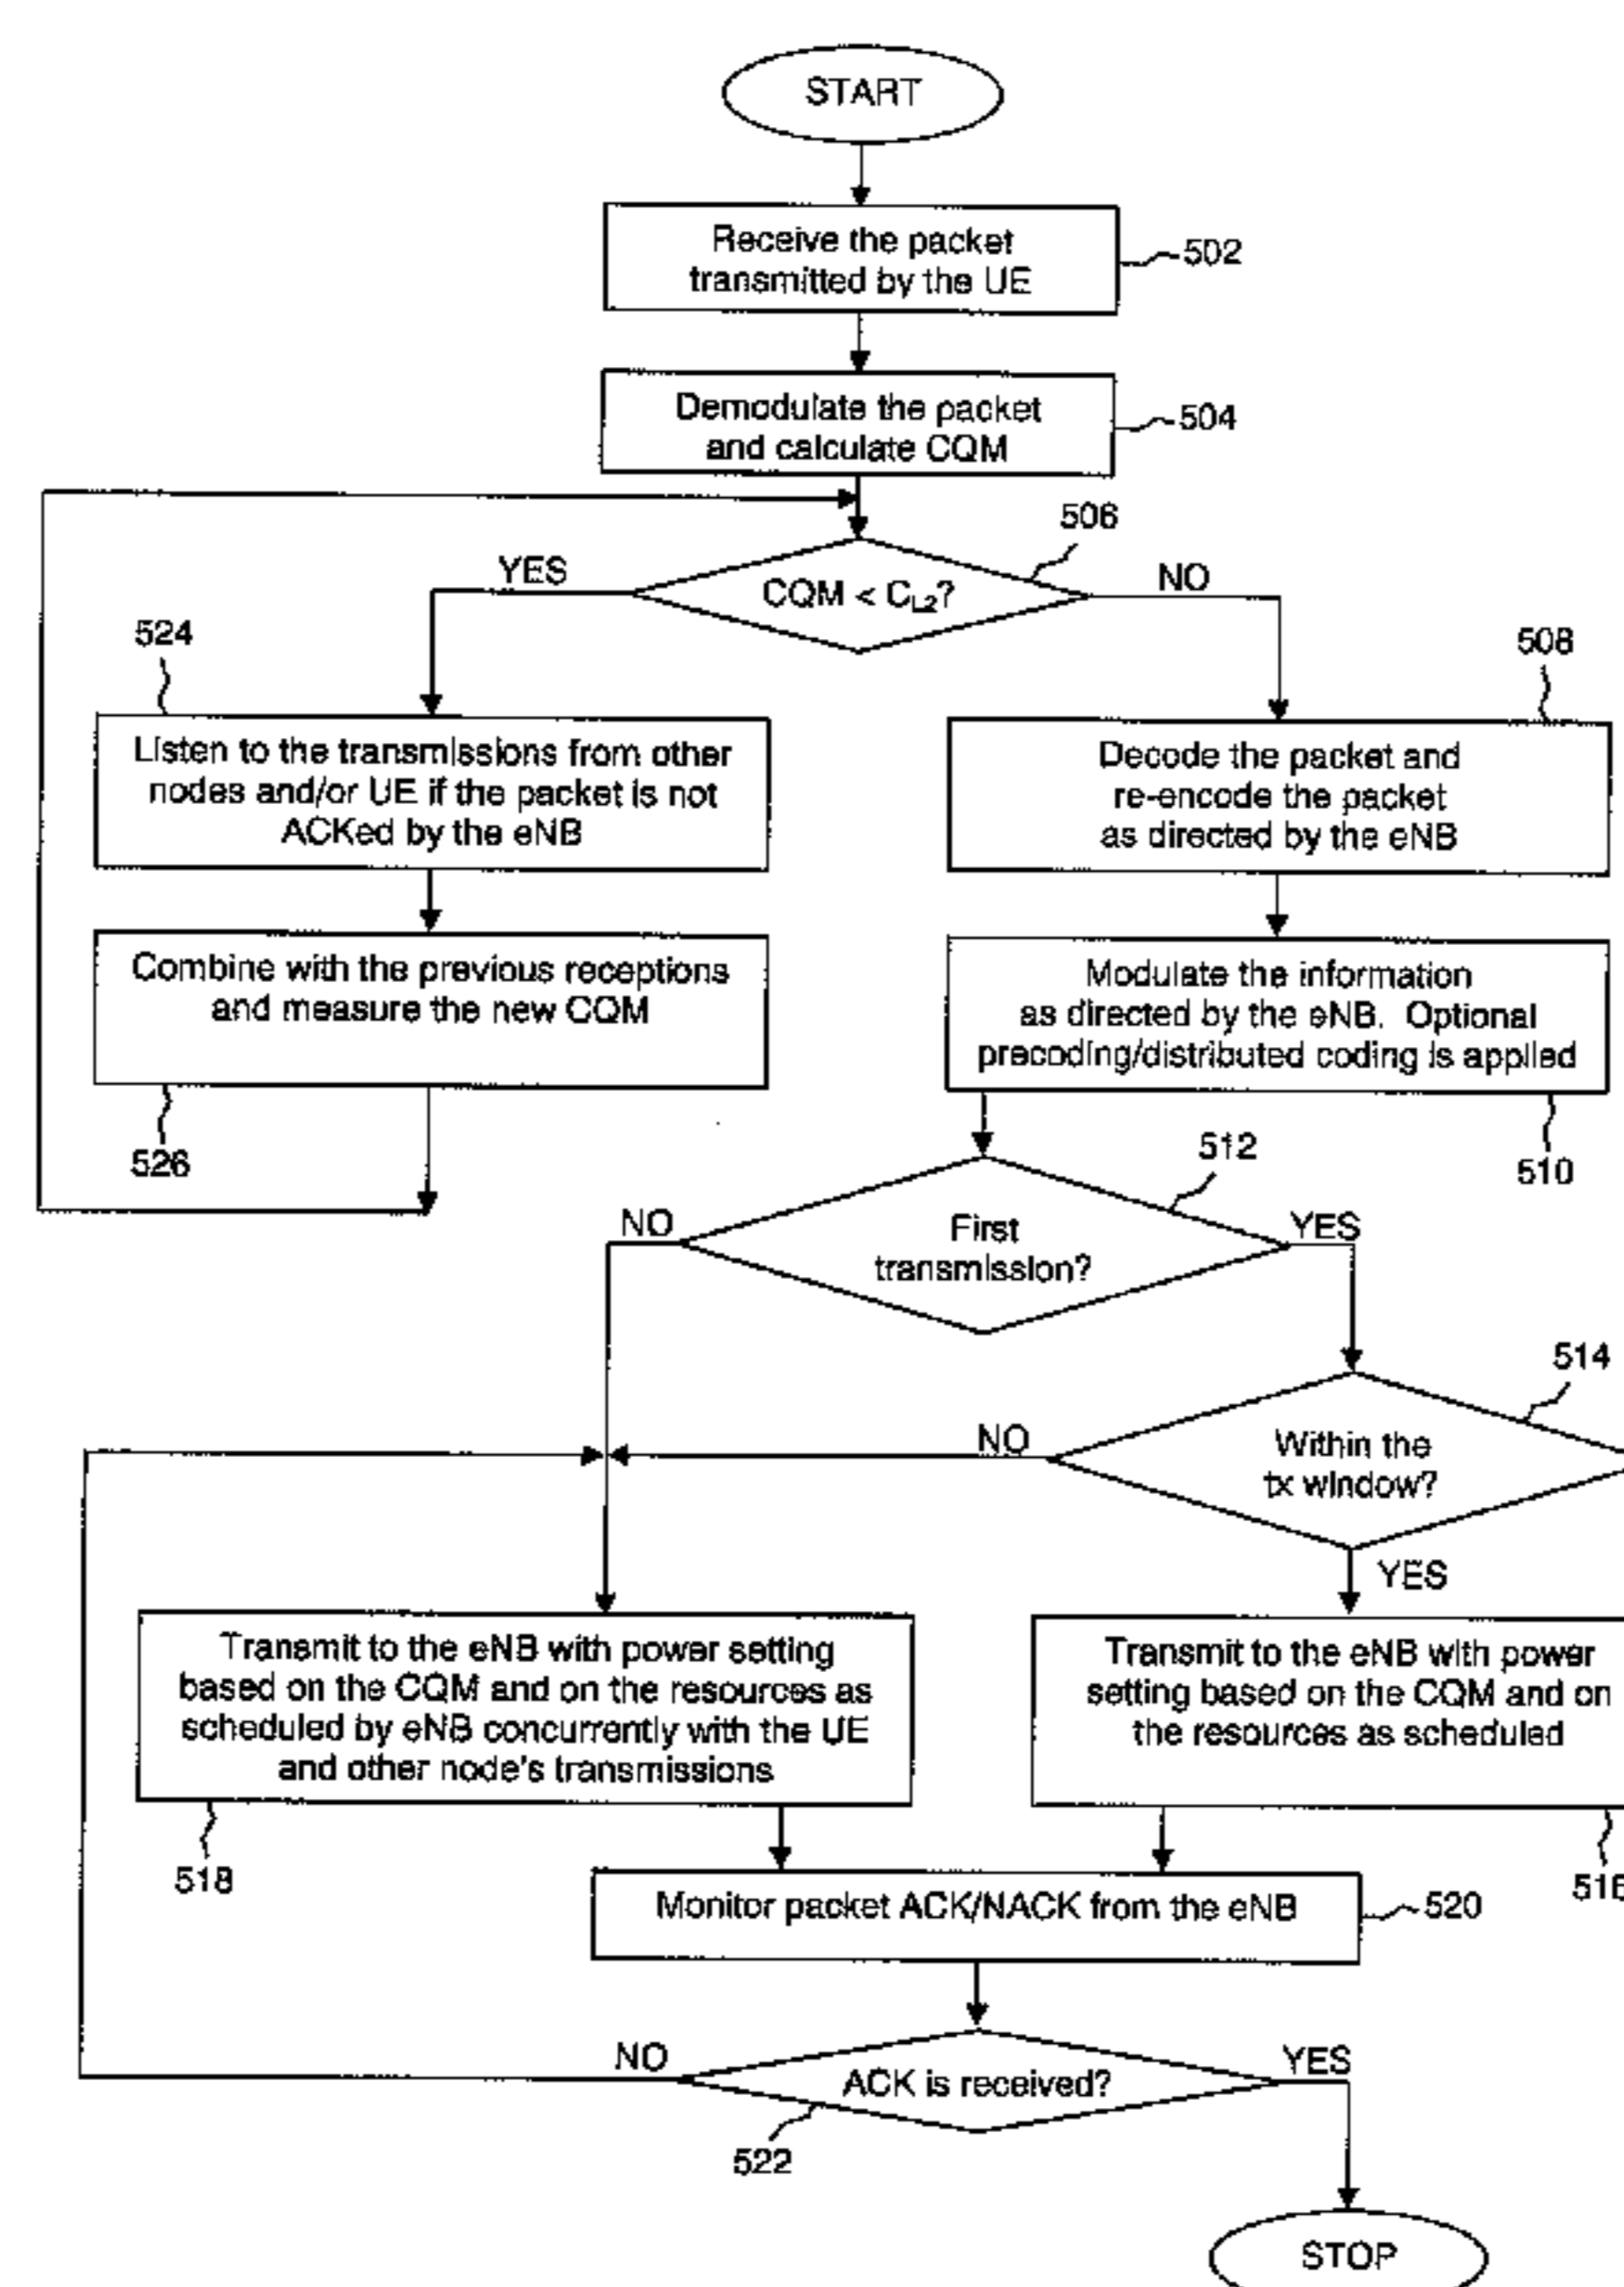 START
Receive the packet
transmitted by the UE
502
Demodulate the packet
and calculate CQM
504
506
YES
CQM < CL2?
NO
524
508
Listen to the transmissions from other
nodes and/or UE if the packet is not
ACKed by the eNB
Decode the packet and
re-encode the packet
as directed by the eNB
Combine with the previous receptions
and measure the new CQM
Modulate the information
as directed by the eNB. Optional
precoding/distributed coding is applied
526
510
512
NO
First
transmission?
YES
514
NO
Within the
tx window?
YES
Transmit to the eNB with power setting
based on the CQM and on the resources as
scheduled by eNB concurrently with the UE
and other node's transmissions
Transmit to the eNB with power
setting based on the CQM and on
the resources as scheduled
518
Monitor packet ACK/NACK from the eNB
520
NO
ACK is received?
YES
522
STOP